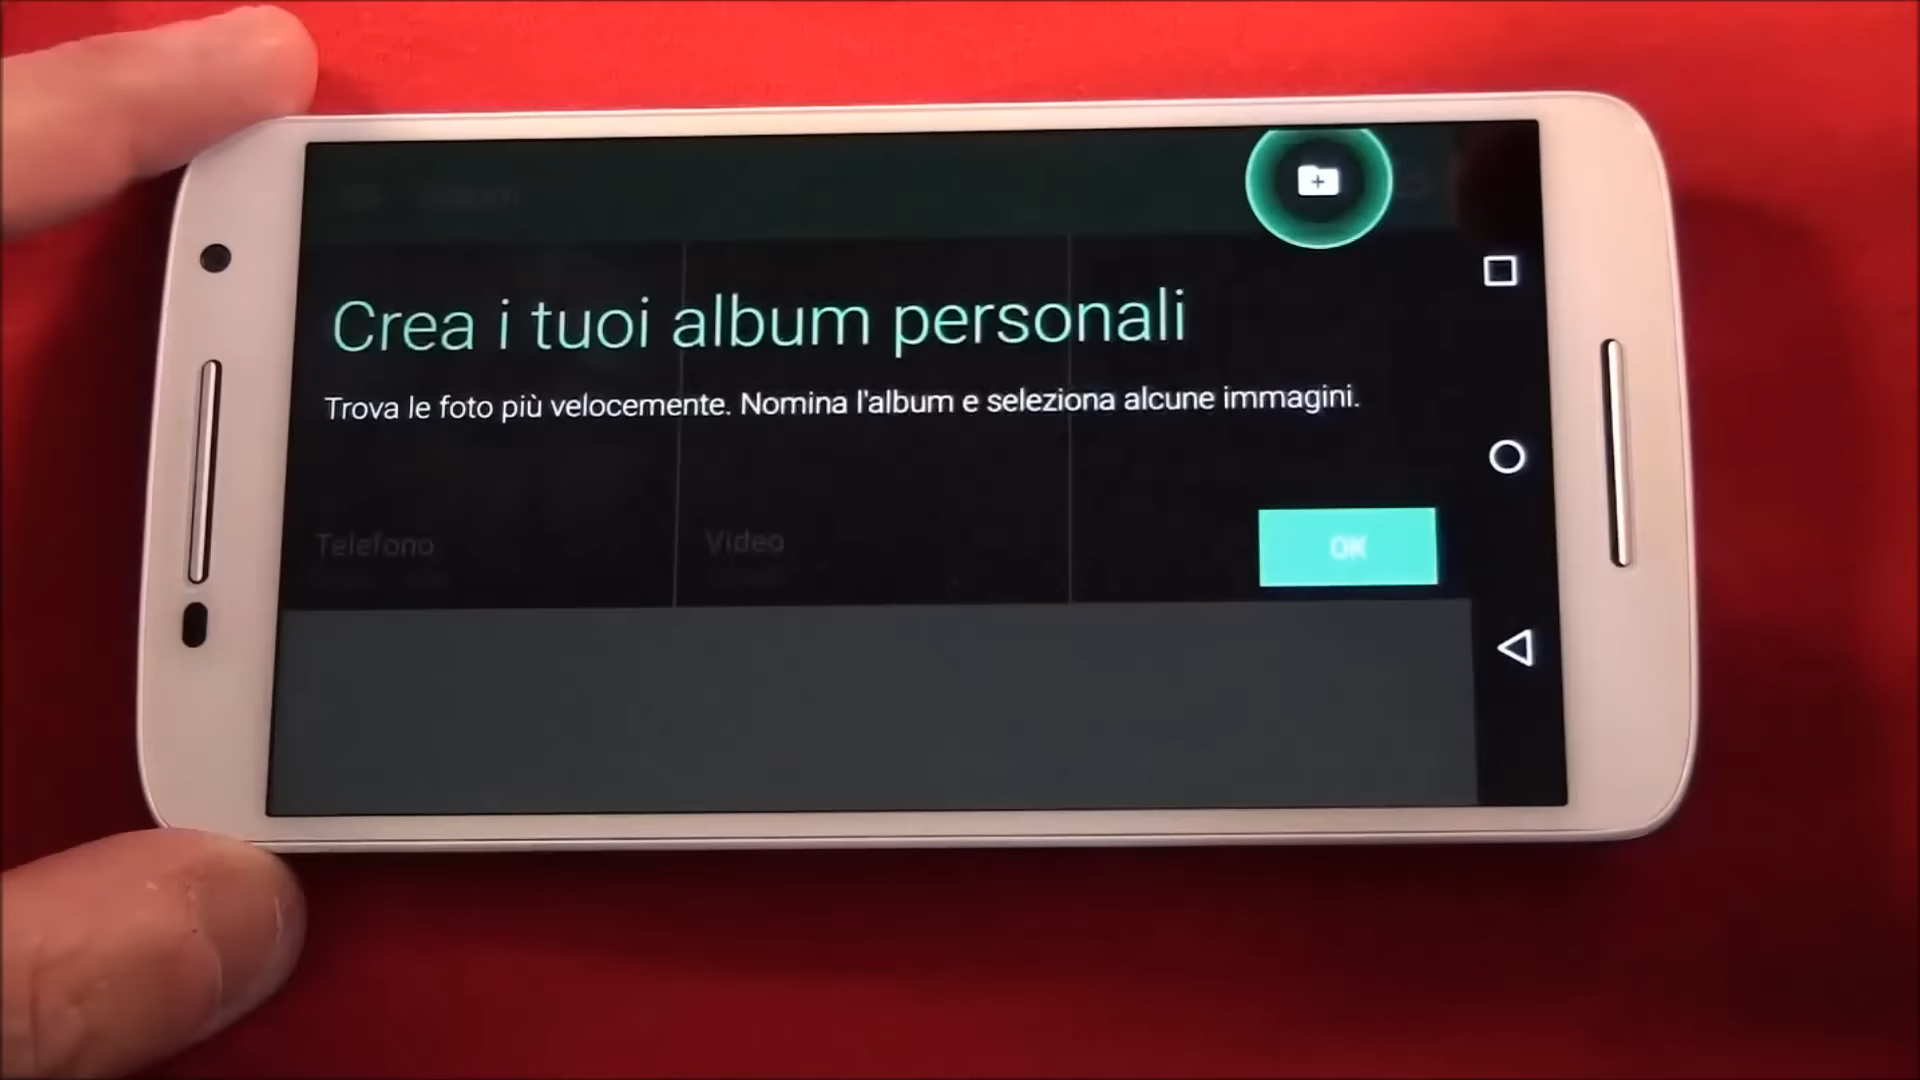 Crea i tuoi album personali
Trova le foto più velocemente. Nomina l'album e seleziona alcune immagini.
Telefono
Video
OK